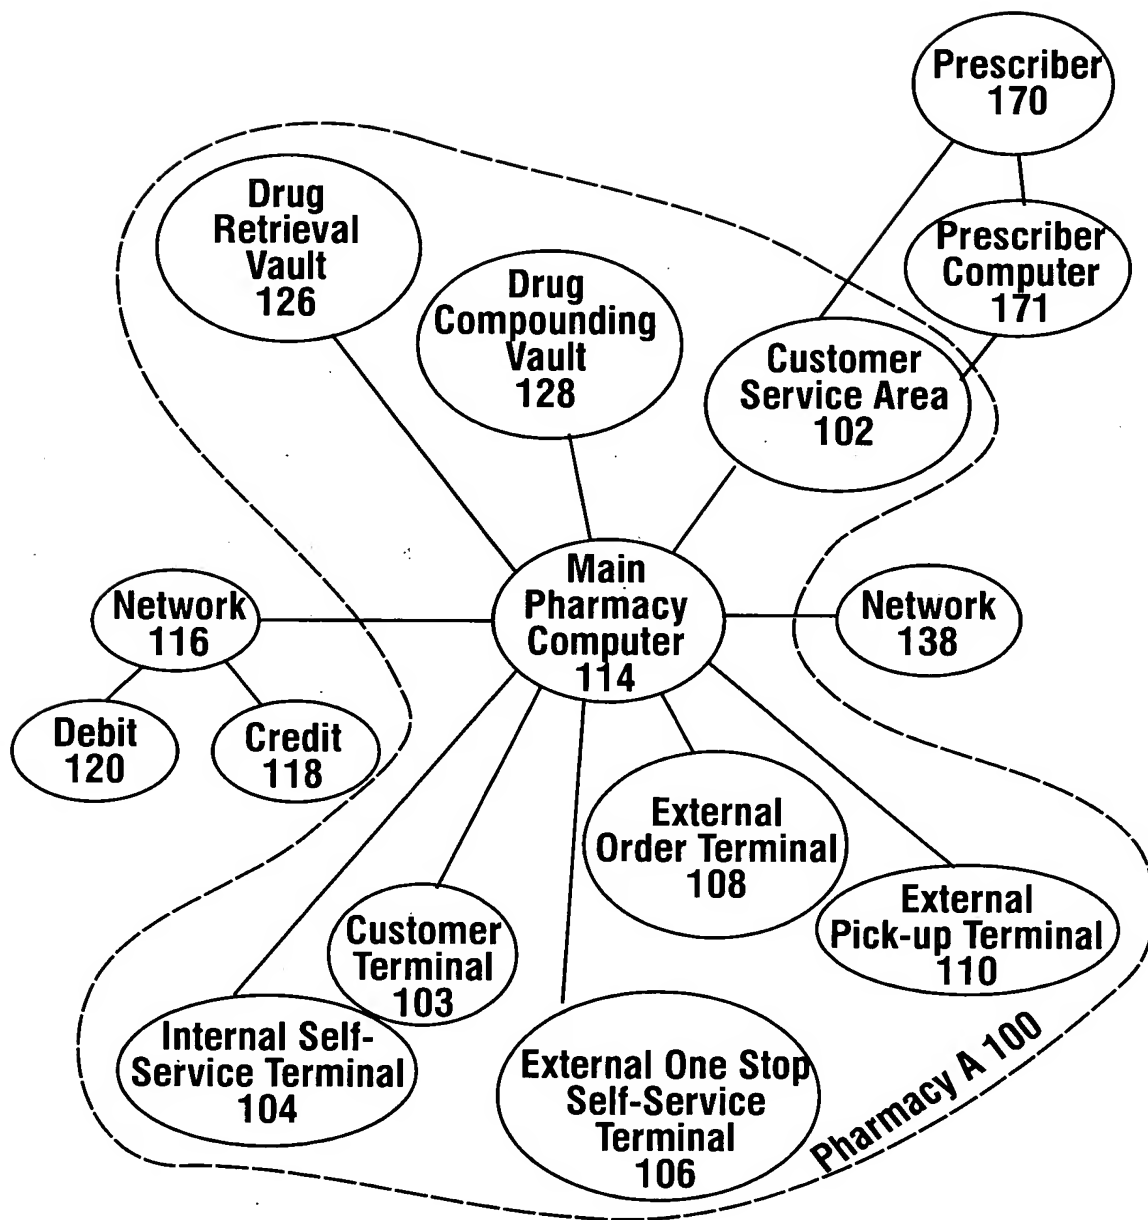 Prescriber
170
Drug
Retrieval
Vault
126
Prescriber
Computer
171
Drug
Compounding
Vault
128
Customer
Service Area
102
Main
Pharmacy
Computer
114
Network
116
Network
138
Debit
120
Credit
118
External
Order Terminal
108
External
Pick-up Terminal
110
Customer
Terminal
103
Internal Self-
Service Terminal
104
External One Stop
Self-Service
Terminal
106
Pharmacy A 100